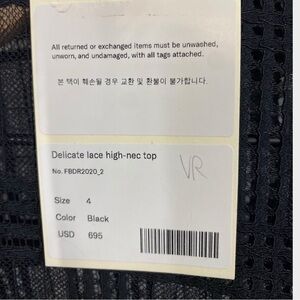 All returned or exchanged items must be unwashed,
unworn, and undamaged, with all tags attached.
본 택이 훼손될 경우 교환 및 환불이 불가합니다.
Delicate lace high-nec top
VR
No. FBDR2020_2
Size 4
Color Black
USD 695